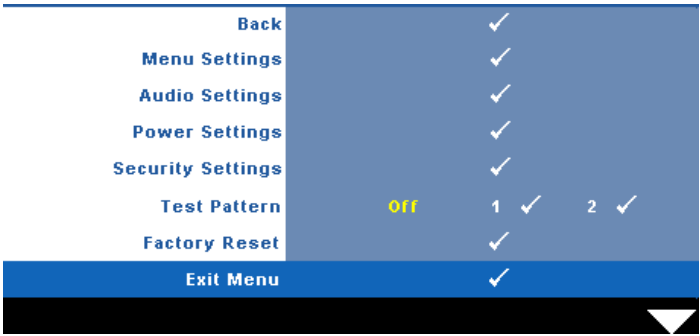 Back ✓
Menu Settings ✓
Audio Settings ✓
Power Settings ✓
Security Settings ✓
Test Pattern Off 1 ✓ 2 ✓
Factory Reset ✓
Exit Menu ✓